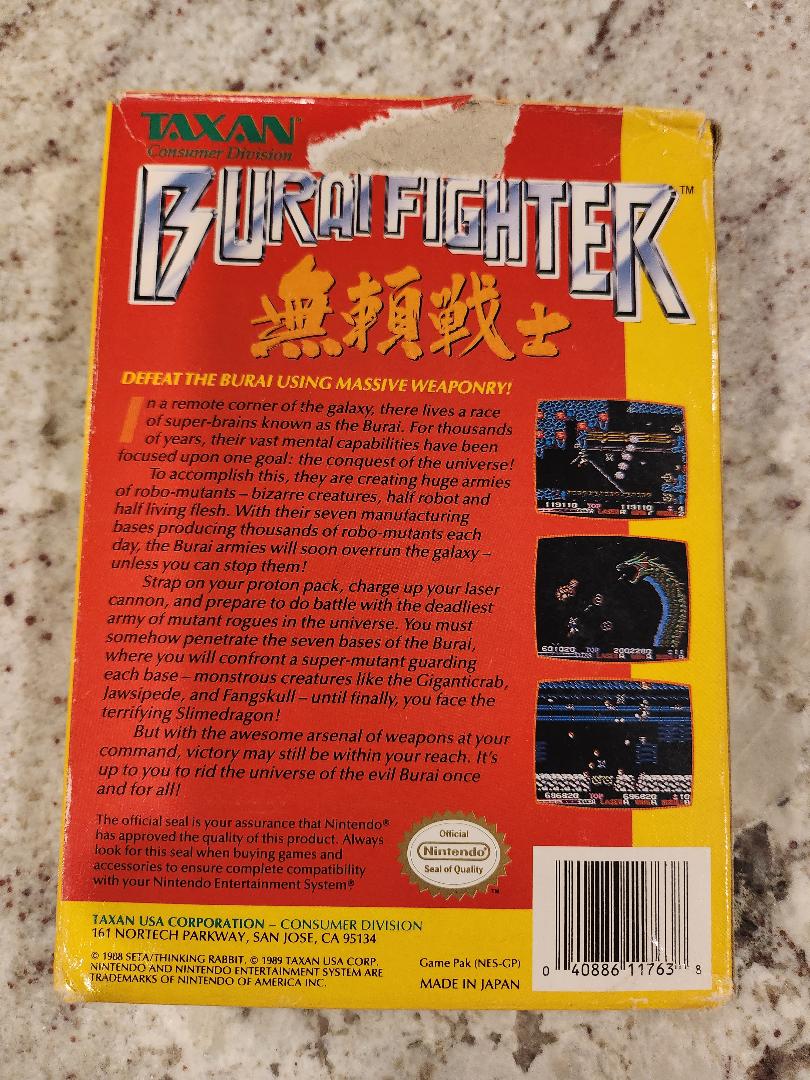 TAXAN
Consumer Division
BURAI FIGHTER™
無頼戦士
DEFEAT THE BURAI USING MASSIVE WEAPONRY!
In a remote corner of the galaxy, there lives a race
of super-brains known as the Burai. For thousands
of years, their vast mental capabilities have been
focused upon one goal: the conquest of the universe!
To accomplish this, they are creating huge armies
of robo-mutants – bizarre creatures, half robot and
half living flesh. With their seven manufacturing
bases producing thousands of robo-mutants each
day, the Burai armies will soon overrun the galaxy –
unless you can stop them!
Strap on your proton pack, charge up your laser
cannon, and prepare to do battle with the deadliest
army of mutant rogues in the universe. You must
somehow penetrate the seven bases of the Burai,
where you will confront a super-mutant guarding
each base – monstrous creatures like the Giganticrab,
Jawsipede, and Fangskull – until finally, you face the
terrifying Slimedragon!
But with the awesome arsenal of weapons at your
command, victory may still be within your reach. It's
up to you to rid the universe of the evil Burai once
and for all!
119110 TOP 119110
LASER
601020 TOP 2002280
LASER
696820 TOP 696820
LASER
The official seal is your assurance that Nintendo®
has approved the quality of this product. Always
look for this seal when buying games and
accessories to ensure complete compatibility
with your Nintendo Entertainment System®
Official
Nintendo®
Seal of Quality
TM
TAXAN USA CORPORATION – CONSUMER DIVISION
161 NORTECH PARKWAY, SAN JOSE, CA 95134
© 1988 SETA/THINKING RABBIT, © 1989 TAXAN USA CORP.
NINTENDO AND NINTENDO ENTERTAINMENT SYSTEM ARE
TRADEMARKS OF NINTENDO OF AMERICA INC.
Game Pak (NES-GP)
MADE IN JAPAN
0 40886 11763 8